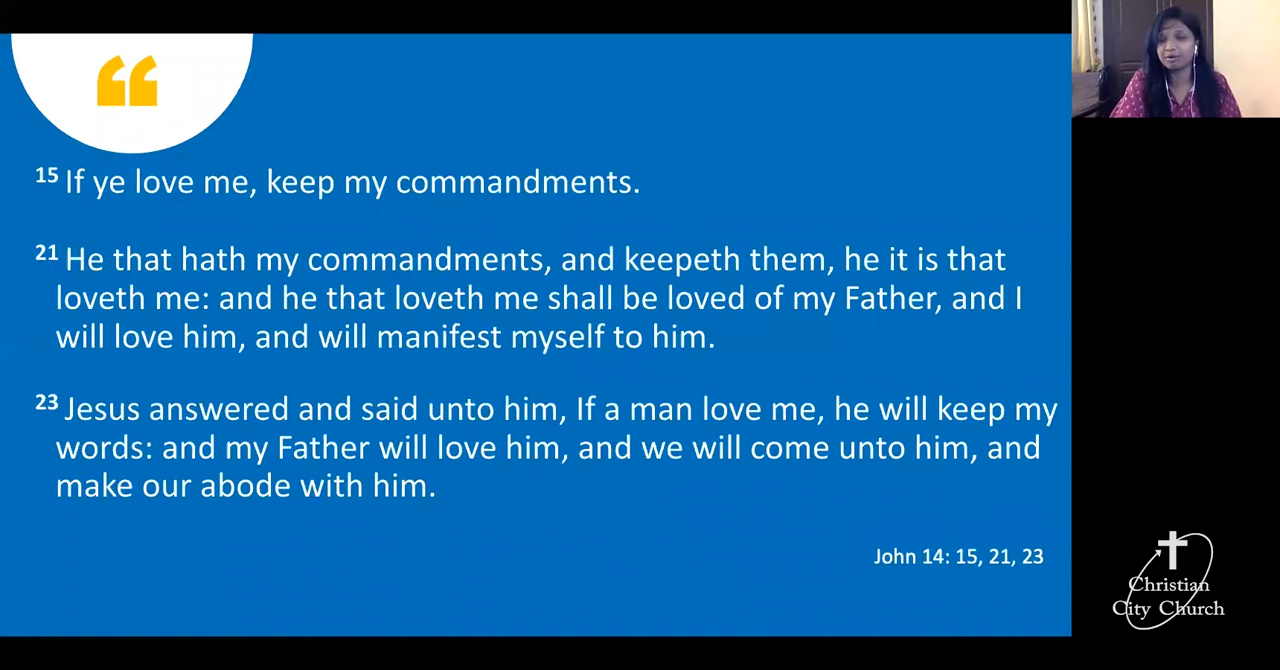 “
15 If ye love me, keep my commandments.
21 He that hath my commandments, and keepeth them, he it is that
loveth me: and he that loveth me shall be loved of my Father, and I
will love him, and will manifest myself to him.
23 Jesus answered and said unto him, If a man love me, he will keep my
words: and my Father will love him, and we will come unto him, and
make our abode with him.
John 14: 15, 21, 23
Christian
City Church